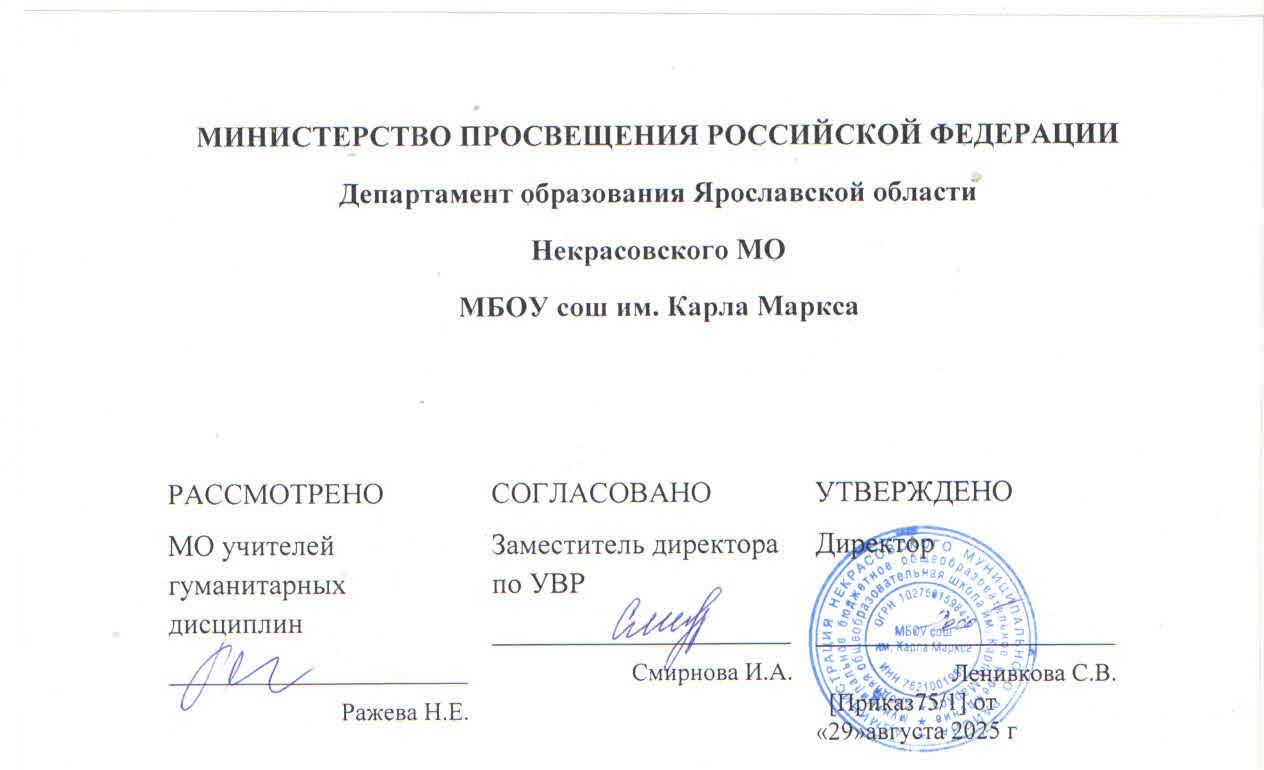 МИНИСТЕРСТВО ПРОСВЕЩЕНИЯ РОССИЙСКОЙ ФЕДЕРАЦИИ
Департамент образования Ярославской области
Некрасовского МО
МБОУ сош им. Карла Маркса
РАССМОТРЕНО
МО учителей
гуманитарных
дисциплин
Ражева Н.Е.
СОГЛАСОВАНО
Заместитель директора
по УВР
Смирнова И.А.
УТВЕРЖДЕНО
Директор
МБОУ сош
им. Карла Маркса
Ленивкова С.В.
[Приказ75/1] от
«29»августа 2025 г